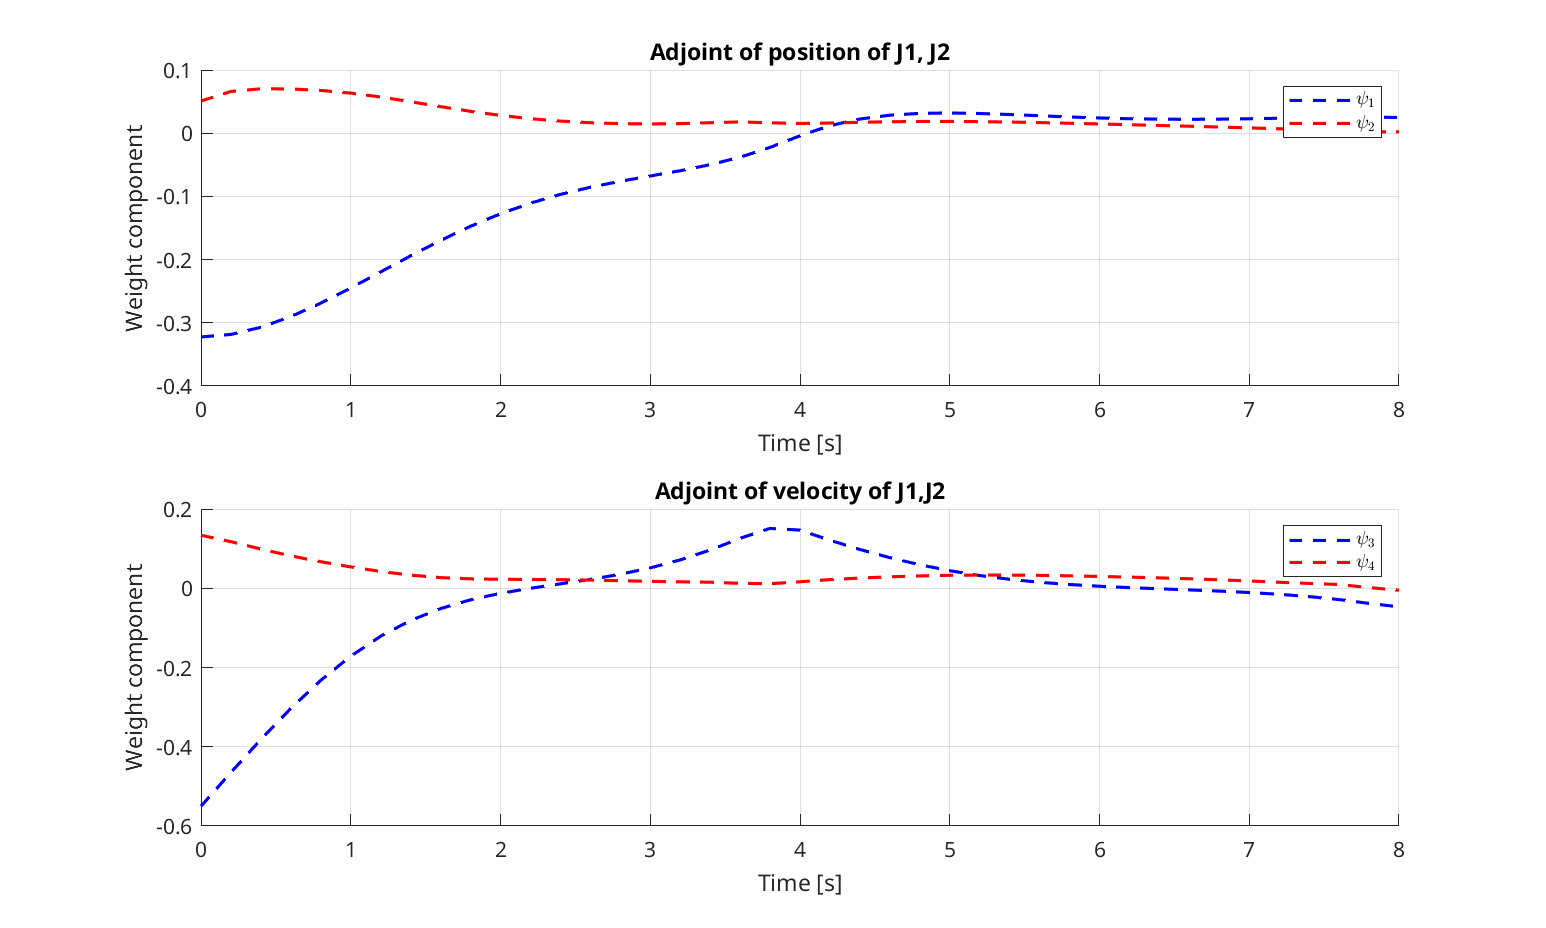 Adjoint of position of J1, J2
0.1
0
-0.1
-0.2
-0.3
-0.4
Weight component
ψ1
ψ2
0 1 2 3 4 5 6 7 8
Time [s]
Adjoint of velocity of J1,J2
0.2
0
-0.2
-0.4
-0.6
Weight component
ψ3
ψ4
0 1 2 3 4 5 6 7 8
Time [s]